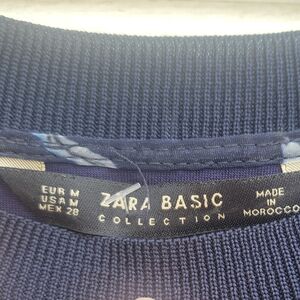 EUR M
USA M
MEX 28
ZARA BASIC
COLLECTION
MADE
IN
MOROCCO